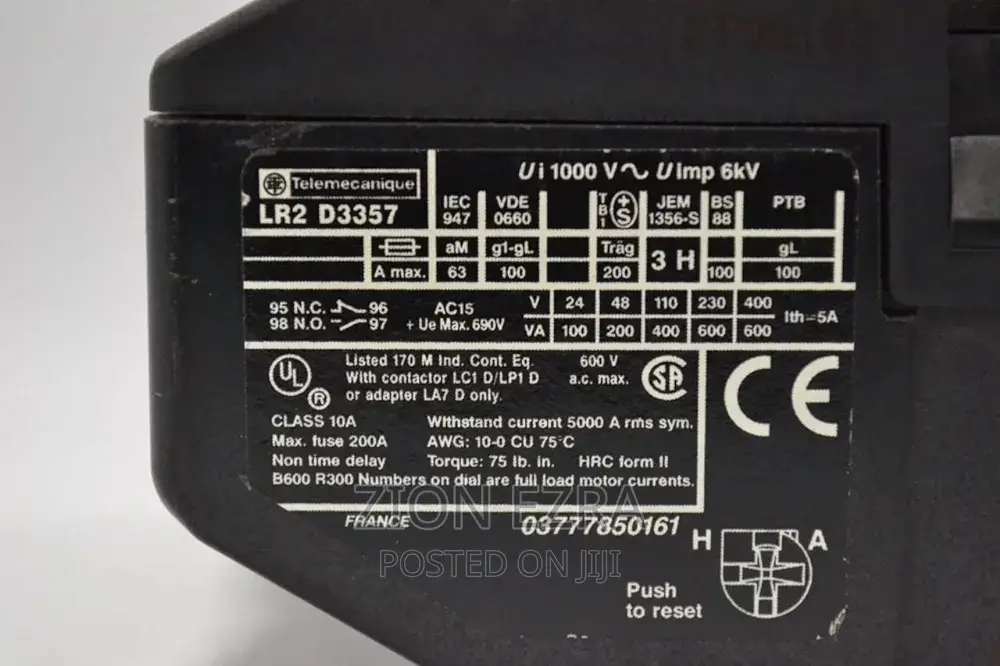 Telemecanique
LR2 D3357
Ui 1000 V~ Uimp 6kV
IEC 947
VDE 0660
TBI
+S
JEM 1356-S
BS 88
PTB
aM
g1-gL
Träg
3 H
gL
A max.
63
100
200
100
100
95 N.C. 96
98 N.O. 97
AC15
+ Ue Max. 690V
V 24 48 110 230 400
VA 100 200 400 600 600
Ith=5A
UL
®
Listed 170 M Ind. Cont. Eq. 600 V
With contactor LC1 D/LP1 D a.c. max.
or adapter LA7 D only.
SA
CE
CLASS 10A Withstand current 5000 A rms sym.
Max. fuse 200A AWG: 10-0 CU 75°C
Non time delay Torque: 75 lb. in. HRC form II
B600 R300 Numbers on dial are full load motor currents.
ZION EZRA
FRANCE 03777850161
POSTED ON JIJI
H A
Push
to reset